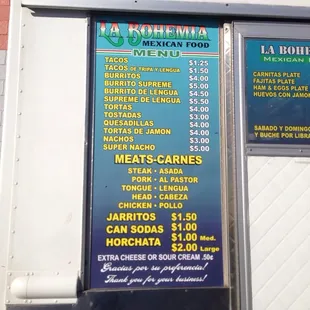 LA BOHEMIA
MEXICAN FOOD
MENU
TACOS $1.25
TACOS DE TRIPA Y LENGUA $1.50
BURRITOS $4.00
BURRITO SUPREME $5.00
BURRITO DE LENGUA $4.50
SUPREME DE LENGUA $5.50
TORTAS $4.00
TOSTADAS $3.00
QUESADILLAS $4.00
TORTAS DE JAMON $4.00
NACHOS $3.00
SUPER NACHO $5.00
MEATS-CARNES
STEAK • ASADA
PORK • AL PASTOR
TONGUE • LENGUA
HEAD • CABEZA
CHICKEN • POLLO
JARRITOS $1.50
CAN SODAS $1.00
HORCHATA $1.00 Med.
$2.00 Large
EXTRA CHEESE OR SOUR CREAM .50¢
Gracias por su preferencia!
Thank you for your business!
LA BOHE
MEXICAN
CARNITAS PLATE
FAJITAS PLATE
HAM & EGGS PLATE
HUEVOS CON JAMON
SABADO Y DOMINGO
Y BUCHE POR LIBR